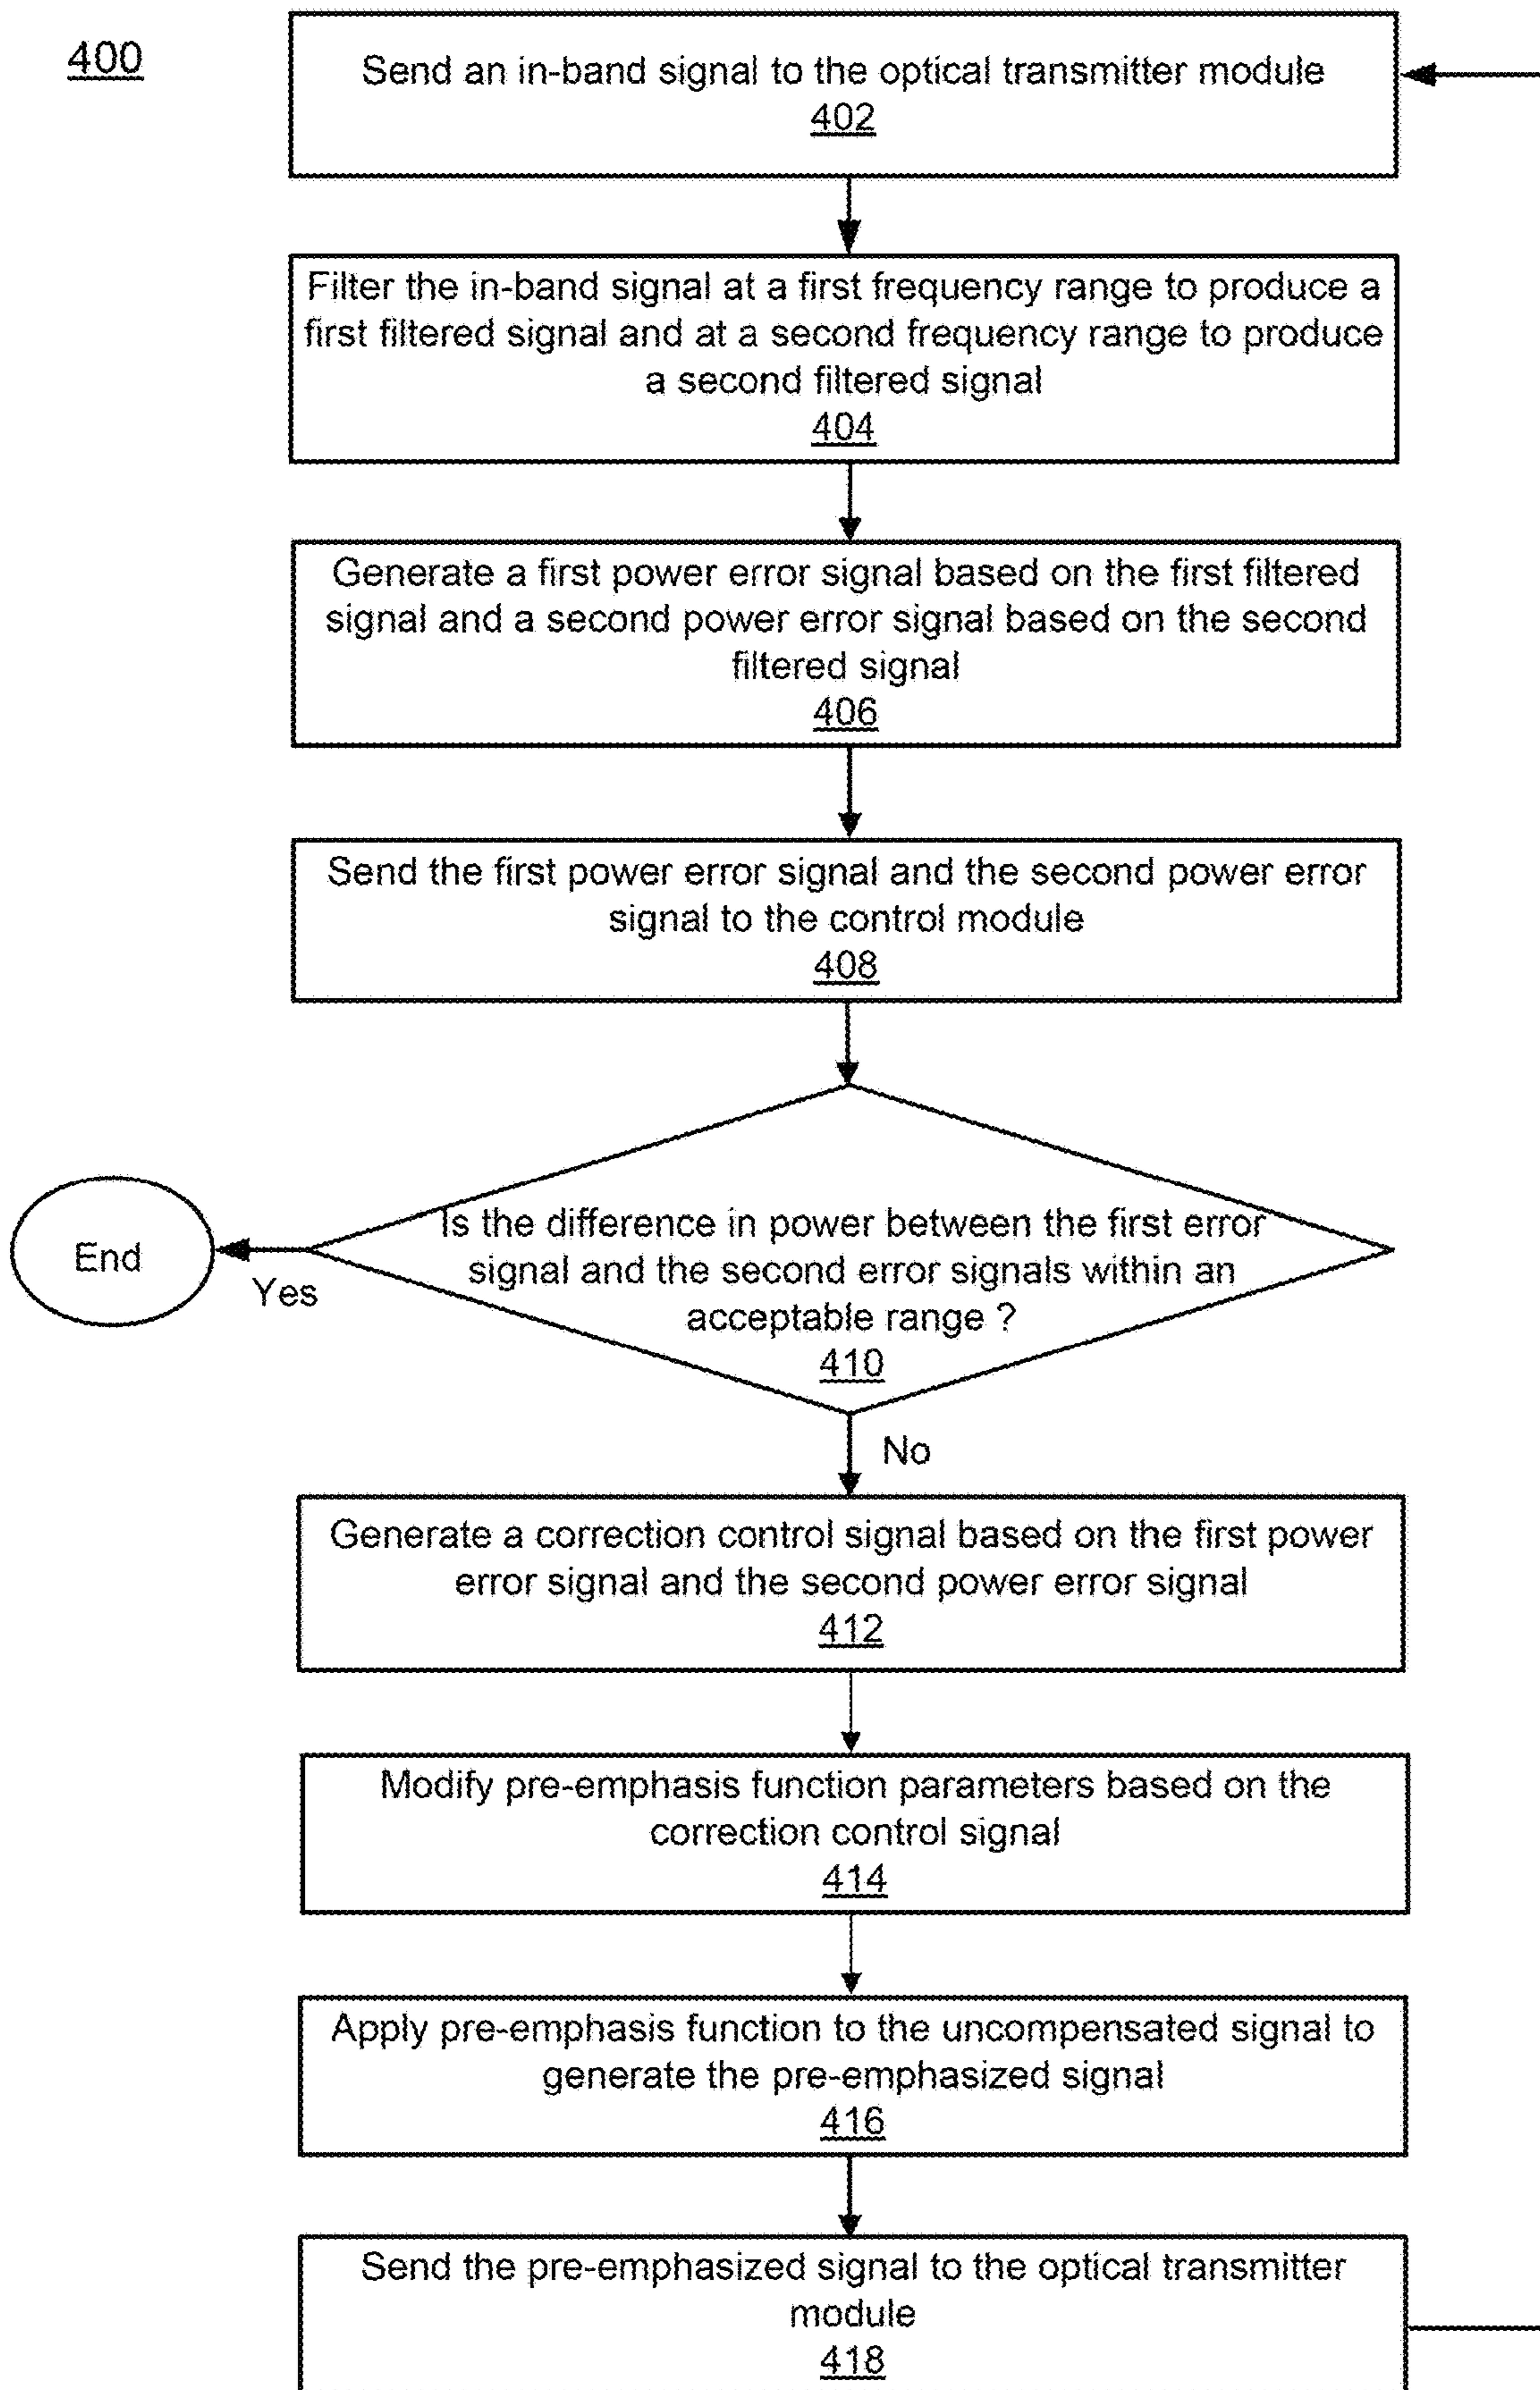 400
Send an in-band signal to the optical transmitter module
402
Filter the in-band signal at a first frequency range to produce a
first filtered signal and at a second frequency range to produce
a second filtered signal
404
Generate a first power error signal based on the first filtered
signal and a second power error signal based on the second
filtered signal
406
Send the first power error signal and the second power error
signal to the control module
408
Is the difference in power between the first error
signal and the second error signals within an
acceptable range ?
410
End
Yes
No
Generate a correction control signal based on the first power
error signal and the second power error signal
412
Modify pre-emphasis function parameters based on the
correction control signal
414
Apply pre-emphasis function to the uncompensated signal to
generate the pre-emphasized signal
416
Send the pre-emphasized signal to the optical transmitter
module
418